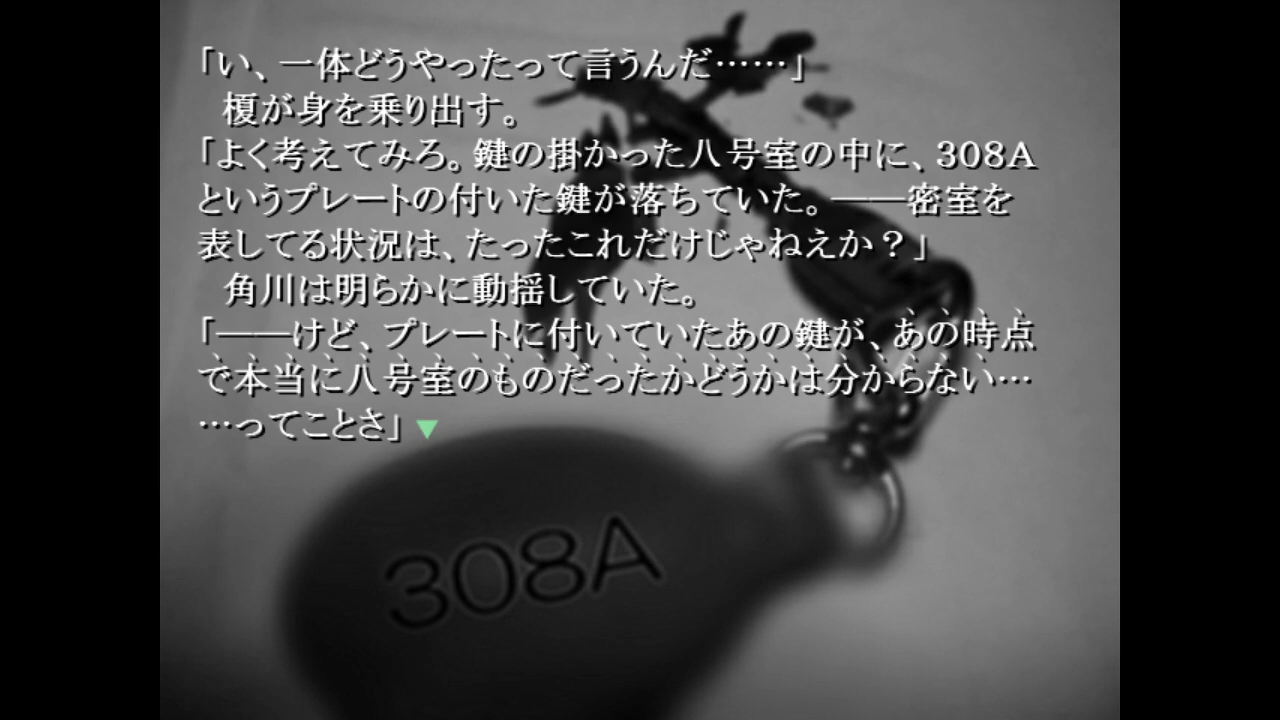 「い、一体どうやったって言うんだ……」
榎が身を乗り出す。
「よく考えてみろ。鍵の掛かった八号室の中に、308A
というプレートの付いた鍵が落ちていた。――密室を
表してる状況は、たったこれだけじゃねえか？」
角川は明らかに動揺していた。
「――けど、プレートに付いていたあの鍵が、あの時点
で本当に八号室のものだったかどうかは分からない…
…ってことさ」
308A